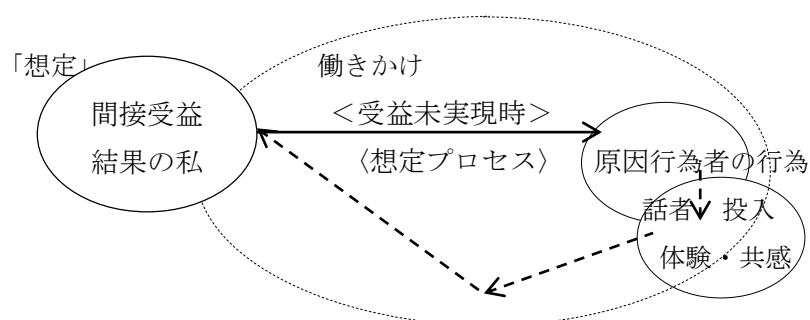 「想定」
働きかけ
間接受益
結果の私
＜受益未実現時＞
〈想定プロセス〉
原因行為者の行為
話者 投入
体験・共感